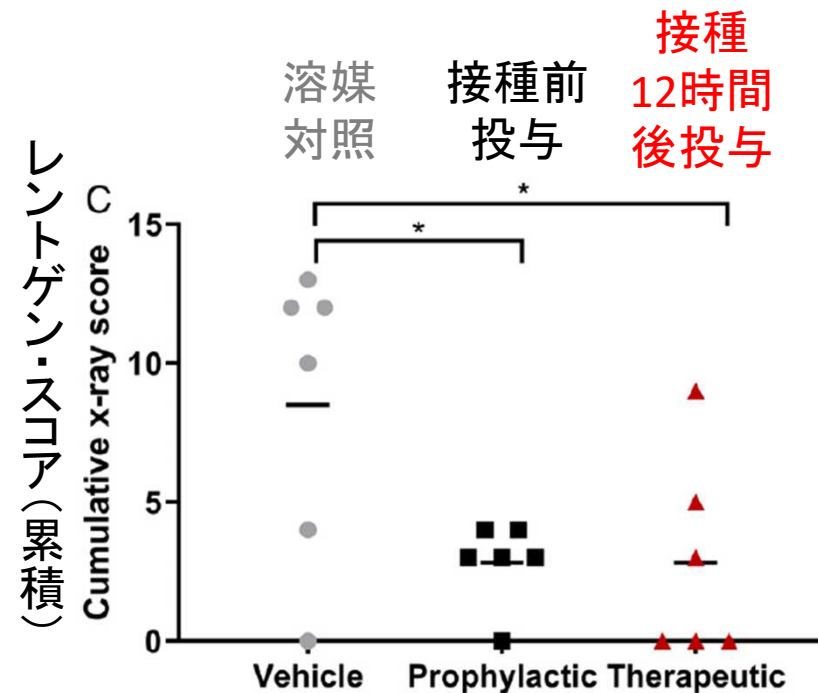 溶媒
対照
接種前
投与
接種
12時間
後投与
レントゲン・スコア（累積）
C
Cumulative x-ray score
15
10
5
0
*
*
Vehicle
Prophylactic
Therapeutic